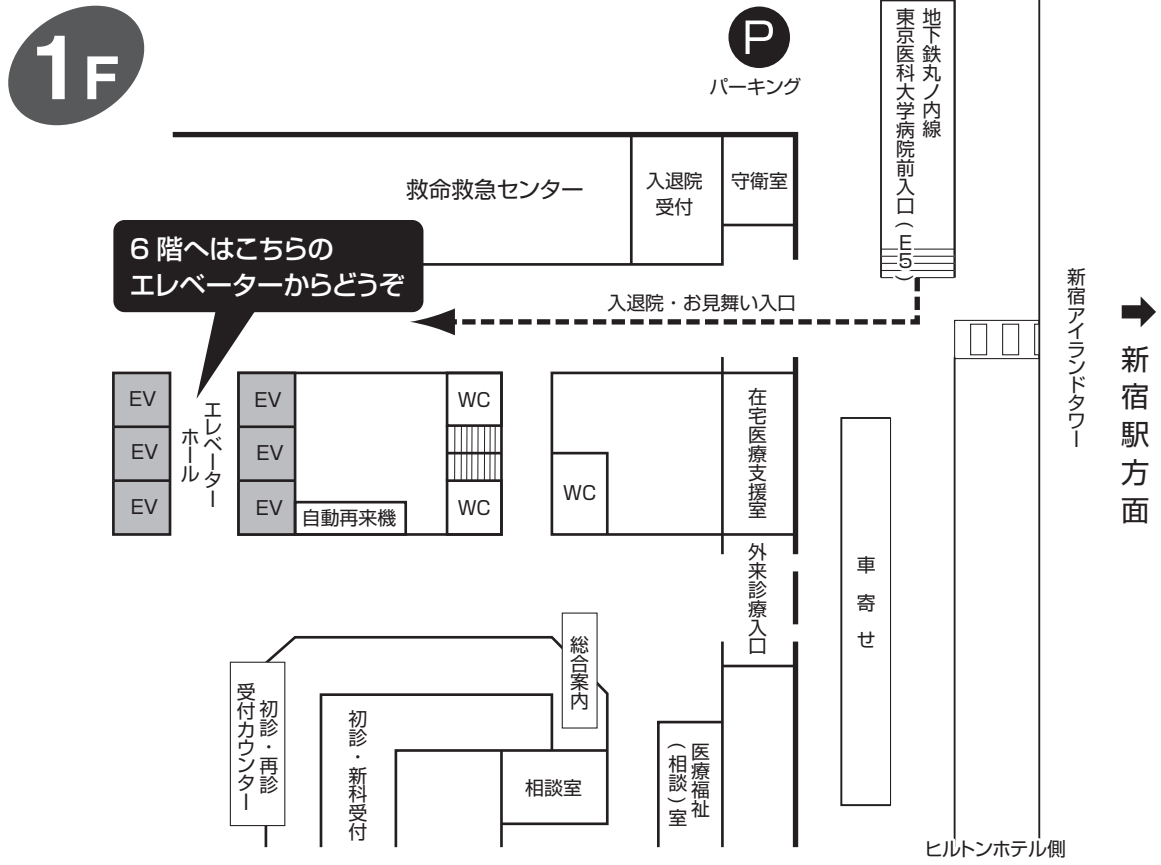 1F
P
パーキング
地下鉄丸ノ内線
東京医科大学病院前入口(E5)
救命救急センター
入退院
受付
守衛室
6階へはこちらの
エレベーターからどうぞ
入退院・お見舞い入口
新宿アイランドタワー
➡新宿駅方面
EV
EV
EV
エレベーター
ホール
EV
EV
EV
自動再来機
WC
WC
WC
在宅医療支援室
外来診療入口
車寄せ
総合案内
初診・再診
受付カウンター
初診・新科受付
相談室
医療福祉
(相談)室
ヒルトンホテル側